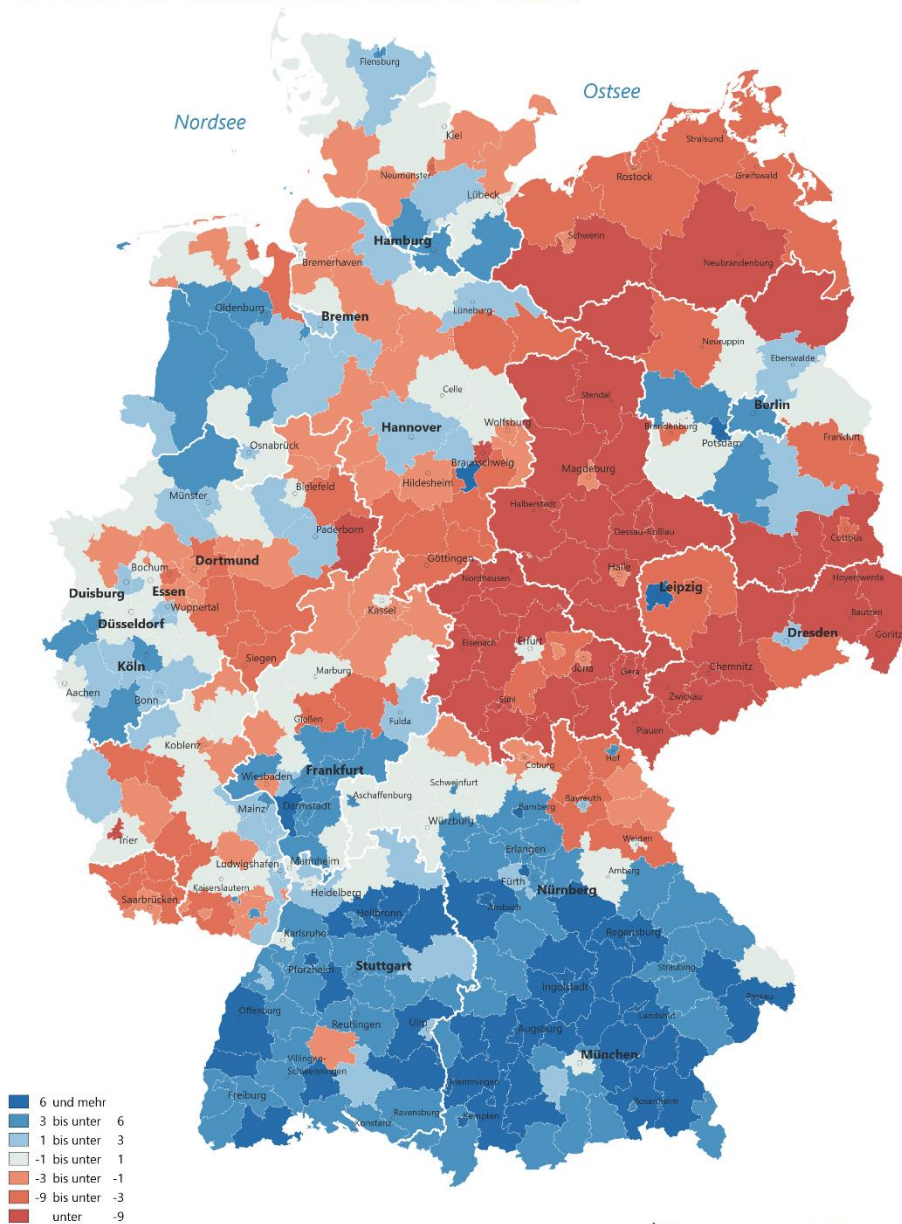 Flensburg
Ostsee
Nordsee
Kiel
Stralsund
Neumünster
Rostock
Greifswald
Lübeck
Hamburg
Schwerin
Bremerhaven
Neubrandenburg
Oldenburg
Lüneburg
Bremen
Neuruppin
Eberswalde
Celle
Stendal
Berlin
Hannover
Wolfsburg
Brandenburg
Potsdam
Frankfurt
Osnabrück
Braunschweig
Bielefeld
Hildesheim
Magdeburg
Münster
Halberstadt
Paderborn
Dessau-Roßlau
Cottbus
Göttingen
Dortmund
Bochum
Halle
Nordhausen
Hoyerswerda
Duisburg
Essen
Leipzig
Wuppertal
Kassel
Bautzen
Düsseldorf
Dresden
Görlitz
Eisenach
Erfurt
Siegen
Köln
Jena
Gera
Chemnitz
Marburg
Aachen
Bonn
Zwickau
Suhl
Gießen
Fulda
Plauen
Koblenz
Hof
Coburg
Wiesbaden
Frankfurt
Schweinfurt
Aschaffenburg
Mainz
Darmstadt
Bamberg
Bayreuth
Würzburg
Trier
Weiden
Erlangen
Ludwigshafen
Mannheim
Amberg
Kaiserslautern
Fürth
Heidelberg
Nürnberg
Saarbrücken
Ansbach
Heilbronn
Karlsruhe
Regensburg
Stuttgart
Straubing
Pforzheim
Ingolstadt
Passau
Offenburg
Landshut
Reutlingen
Ulm
Augsburg
Villingen-
Schwenningen
München
Memmingen
Freiburg
Rosenheim
Ravensburg
Kempten
Konstanz
6 und mehr
3 bis unter 6
1 bis unter 3
-1 bis unter 1
-3 bis unter -1
-9 bis unter -3
unter -9